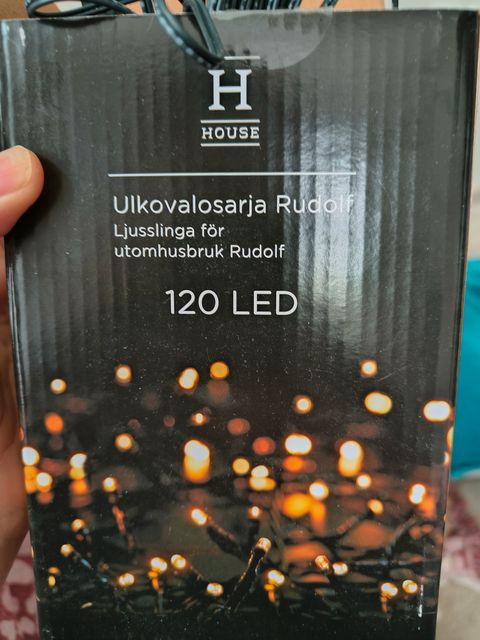 H
HOUSE
Ulkovalosarja Rudolf
Ljusslinga för
utomhusbruk Rudolf
120 LED